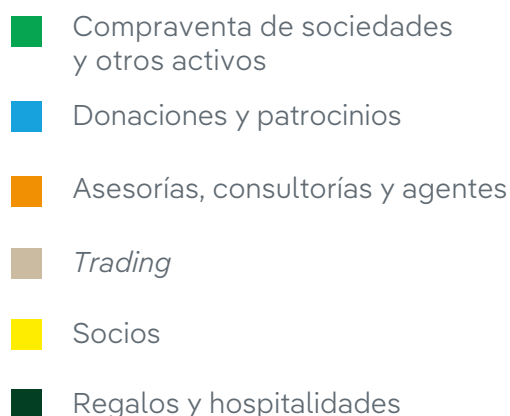 Compraventa de sociedades
y otros activos
Donaciones y patrocinios
Asesorías, consultorías y agentes
Trading
Socios
Regalos y hospitalidades